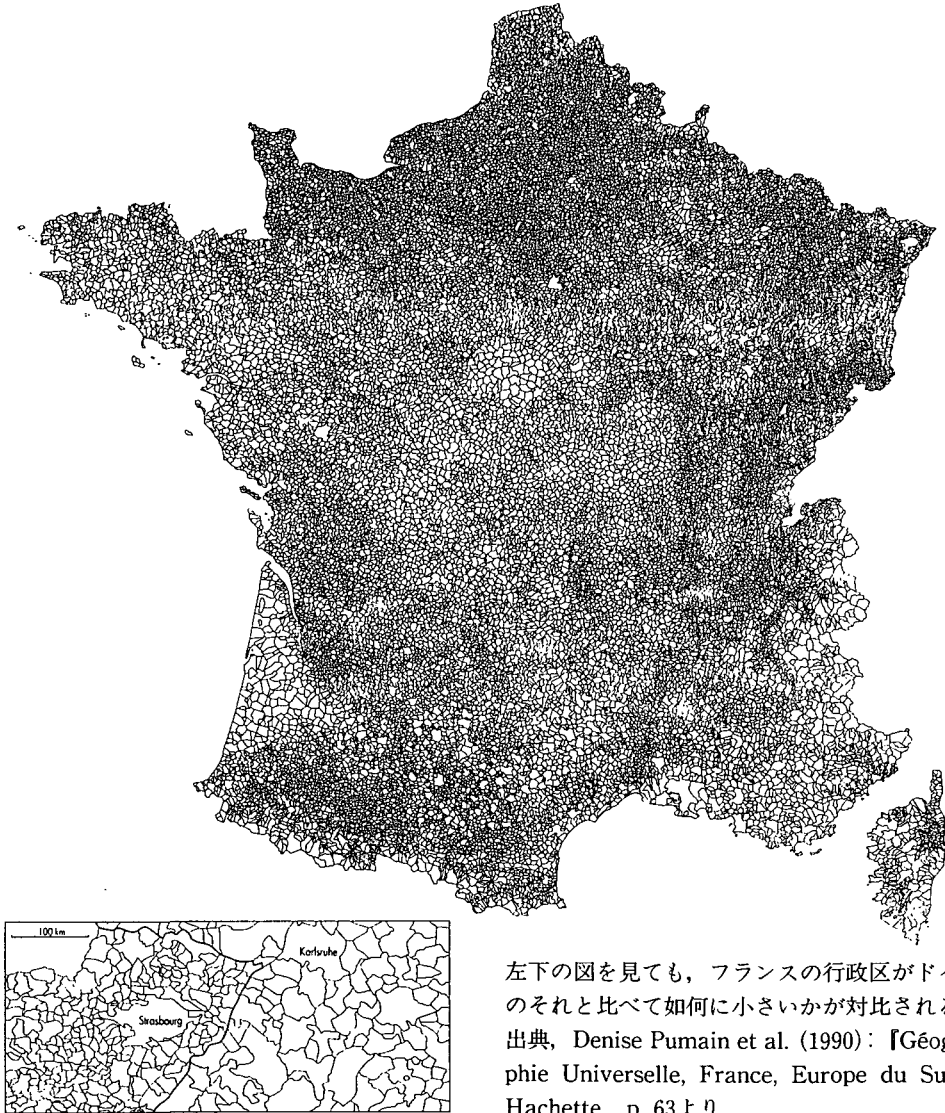 100 km
Karlsruhe
Strasbourg
左下の図を見ても，フランスの行政区がドイ
のそれと比べて如何に小さいかが対比される
出典，Denise Pumain et al. (1990)：『Géog
phie Universelle, France, Europe du Su
Hachette, p. 63より